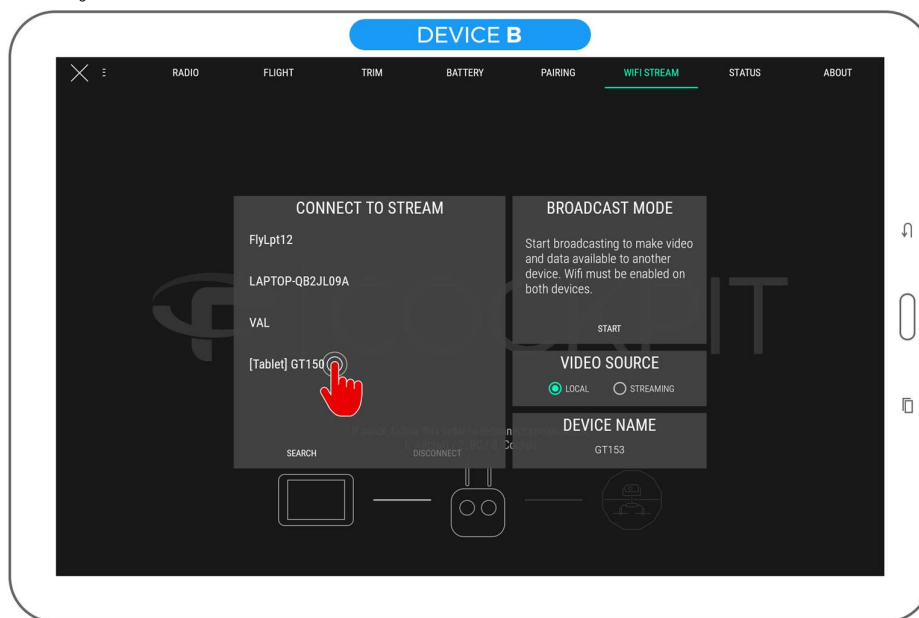 DEVICE B
RADIO FLIGHT TRIM BATTERY PAIRING WIFI STREAM STATUS ABOUT
CONNECT TO STREAM
FlyLpt12
LAPTOP-QB2JL09A
VAL
[Tablet] GT150
SEARCH
DISCONNECT
BROADCAST MODE
Start broadcasting to make video
and data available to another
device. Wifi must be enabled on
both devices.
START
VIDEO SOURCE
LOCAL STREAMING
DEVICE NAME
GT153